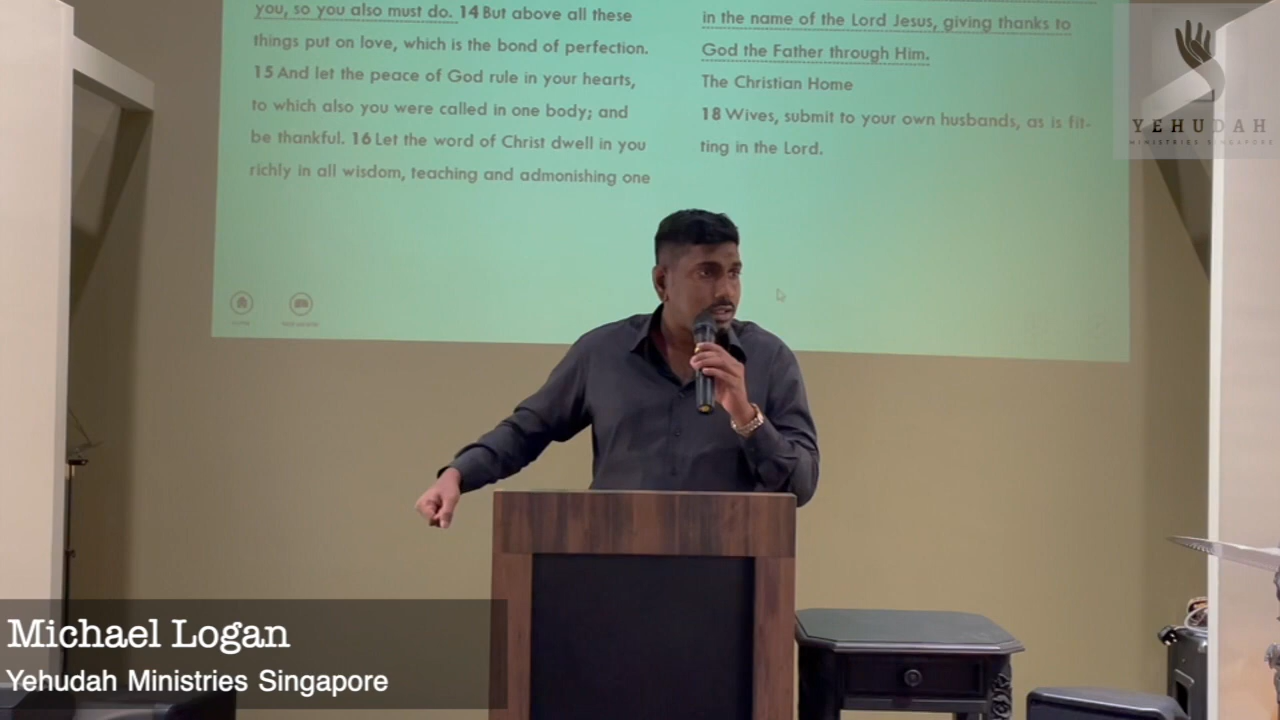 you, so you also must do. 14 But above all these
things put on love, which is the bond of perfection.
15 And let the peace of God rule in your hearts,
to which also you were called in one body; and
be thankful. 16 Let the word of Christ dwell in you
richly in all wisdom, teaching and admonishing one
in the name of the Lord Jesus, giving thanks to
God the Father through Him.
The Christian Home
18 Wives, submit to your own husbands, as is fit-
ting in the Lord.
YEHUDAH
MINISTRIES SINGAPORE
Michael Logan
Yehudah Ministries Singapore